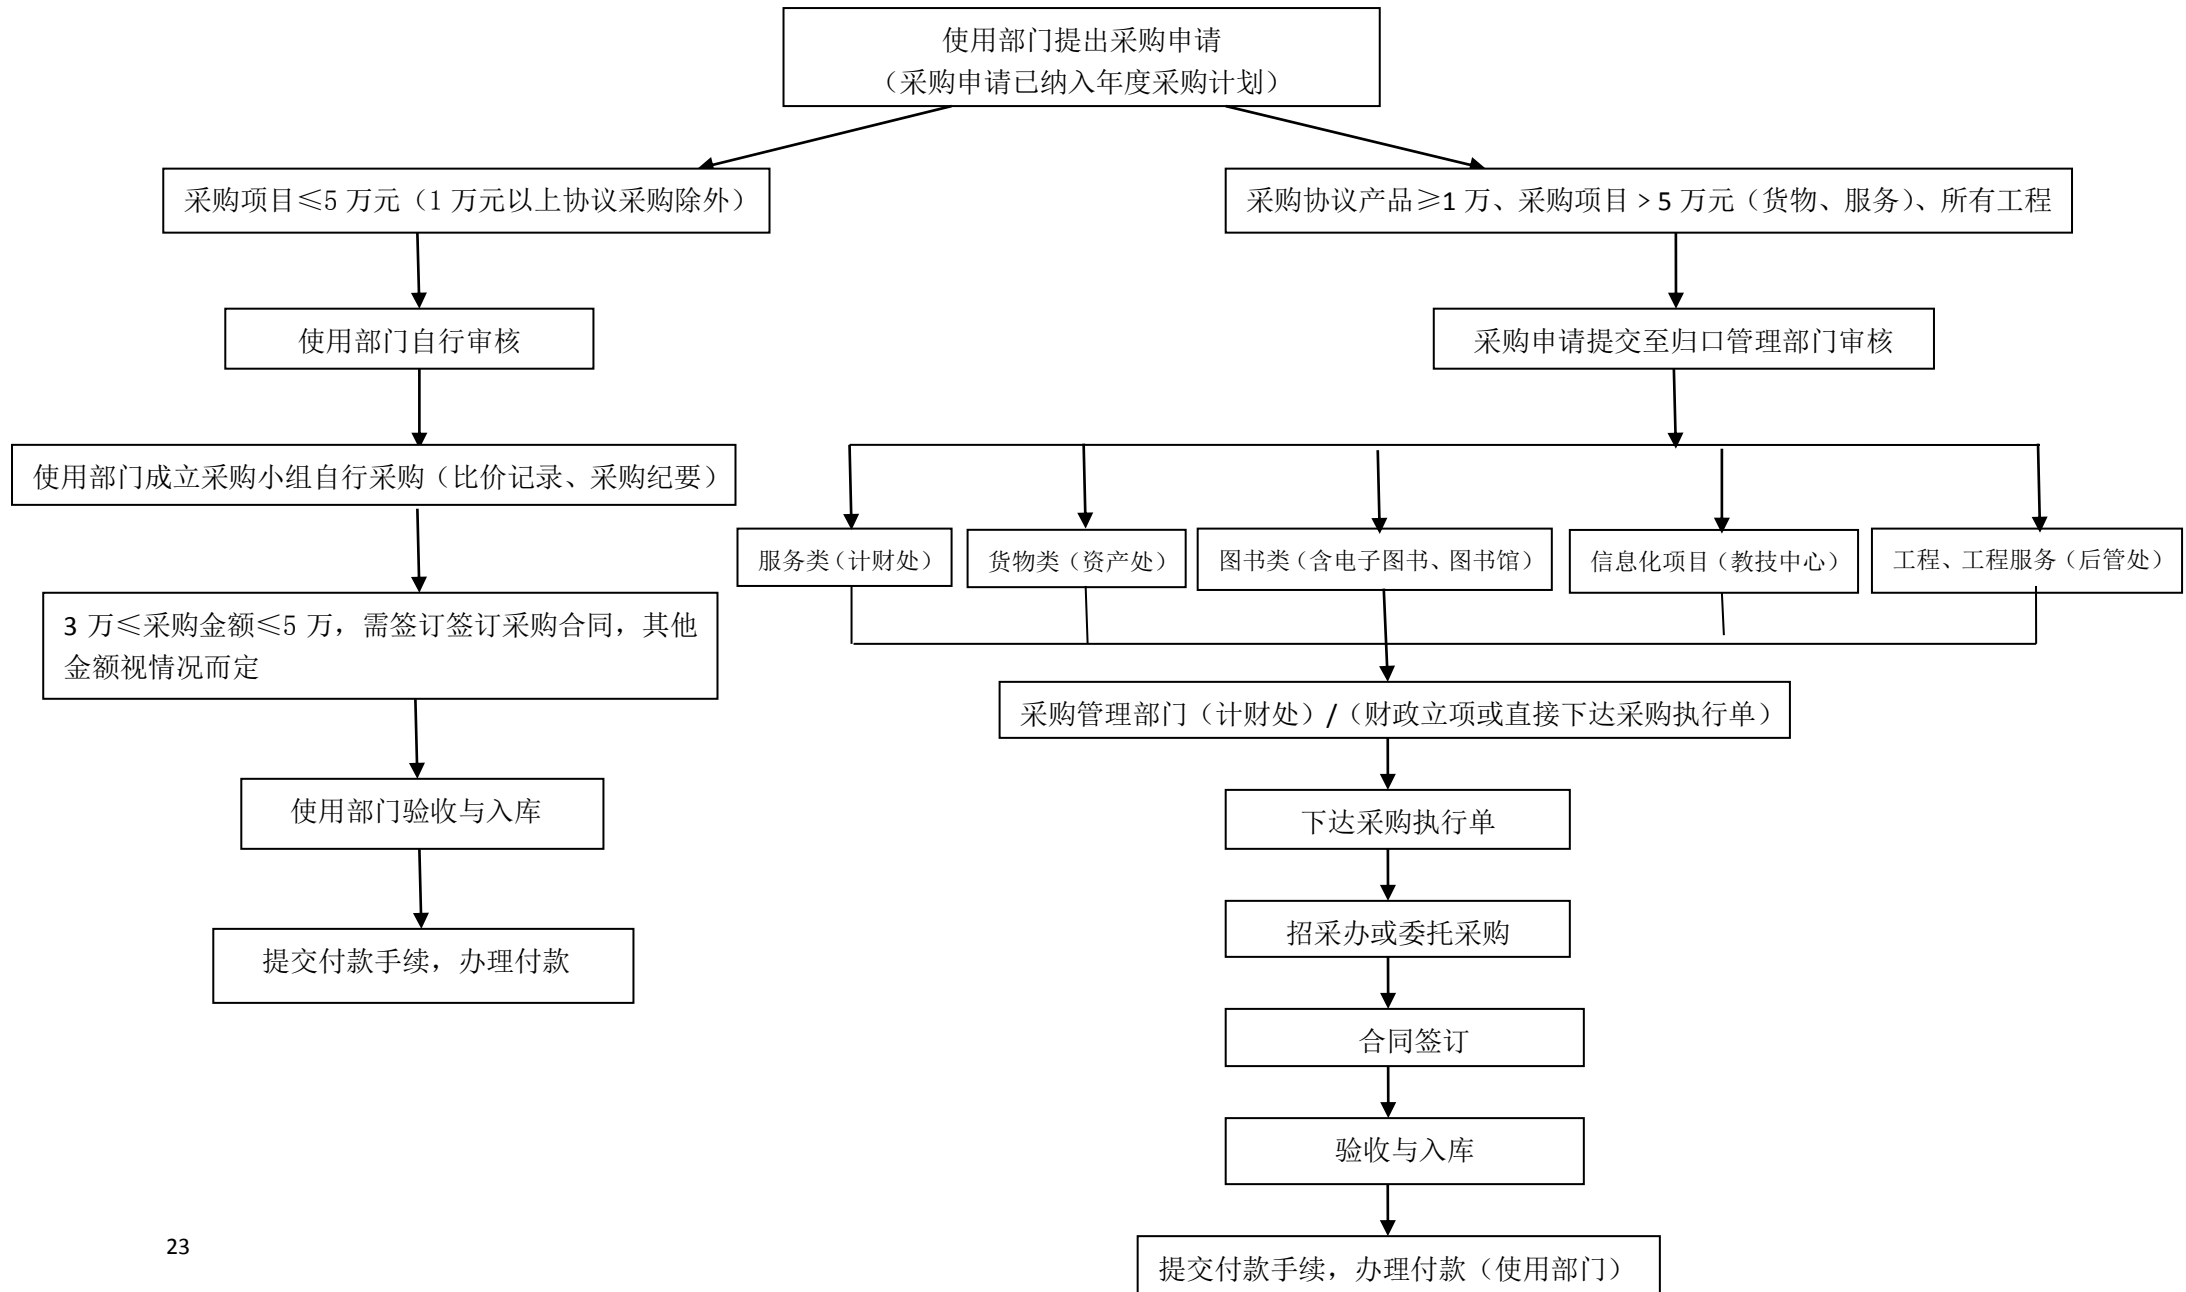 使用部门提出采购申请
（采购申请已纳入年度采购计划）
采购项目≤5 万元（1 万元以上协议采购除外）
采购协议产品≥1 万、采购项目﹥5 万元（货物、服务）、所有工程
使用部门自行审核
采购申请提交至归口管理部门审核
使用部门成立采购小组自行采购（比价记录、采购纪要）
服务类（计财处）
货物类（资产处）
图书类（含电子图书、图书馆）
信息化项目（教技中心）
工程、工程服务（后管处）
3 万≤采购金额≤5 万，需签订签订采购合同，其他
金额视情况而定
采购管理部门（计财处）/（财政立项或直接下达采购执行单）
使用部门验收与入库
下达采购执行单
提交付款手续，办理付款
招采办或委托采购
合同签订
验收与入库
提交付款手续，办理付款（使用部门）
23